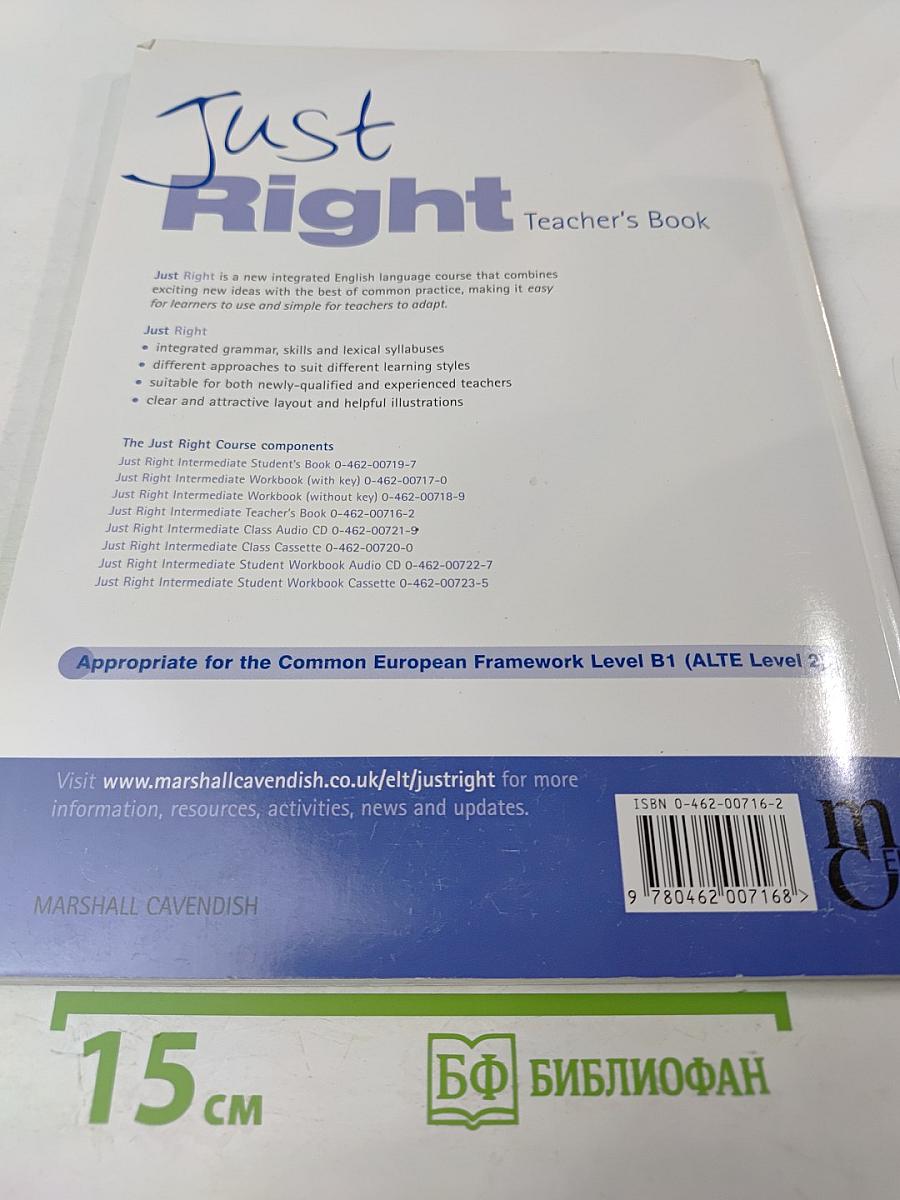 Just
Right Teacher's Book
Just Right is a new integrated English language course that combines
exciting new ideas with the best of common practice, making it easy
for learners to use and simple for teachers to adapt.
Just Right
• integrated grammar, skills and lexical syllabuses
• different approaches to suit different learning styles
• suitable for both newly-qualified and experienced teachers
• clear and attractive layout and helpful illustrations
The Just Right Course components
Just Right Intermediate Student's Book 0-462-00719-7
Just Right Intermediate Workbook (with key) 0-462-00717-0
Just Right Intermediate Workbook (without key) 0-462-00718-9
Just Right Intermediate Teacher's Book 0-462-00716-2
Just Right Intermediate Class Audio CD 0-462-00721-9
Just Right Intermediate Class Cassette 0-462-00720-0
Just Right Intermediate Student Workbook Audio CD 0-462-00722-7
Just Right Intermediate Student Workbook Cassette 0-462-00723-5
Appropriate for the Common European Framework Level B1 (ALTE Level 2)
Visit www.marshallcavendish.co.uk/elt/justright for more
information, resources, activities, news and updates.
ISBN 0-462-00716-2
9 780462 007168 >
mc
MARSHALL CAVENDISH
15 см
БФ БИБЛИОФАН